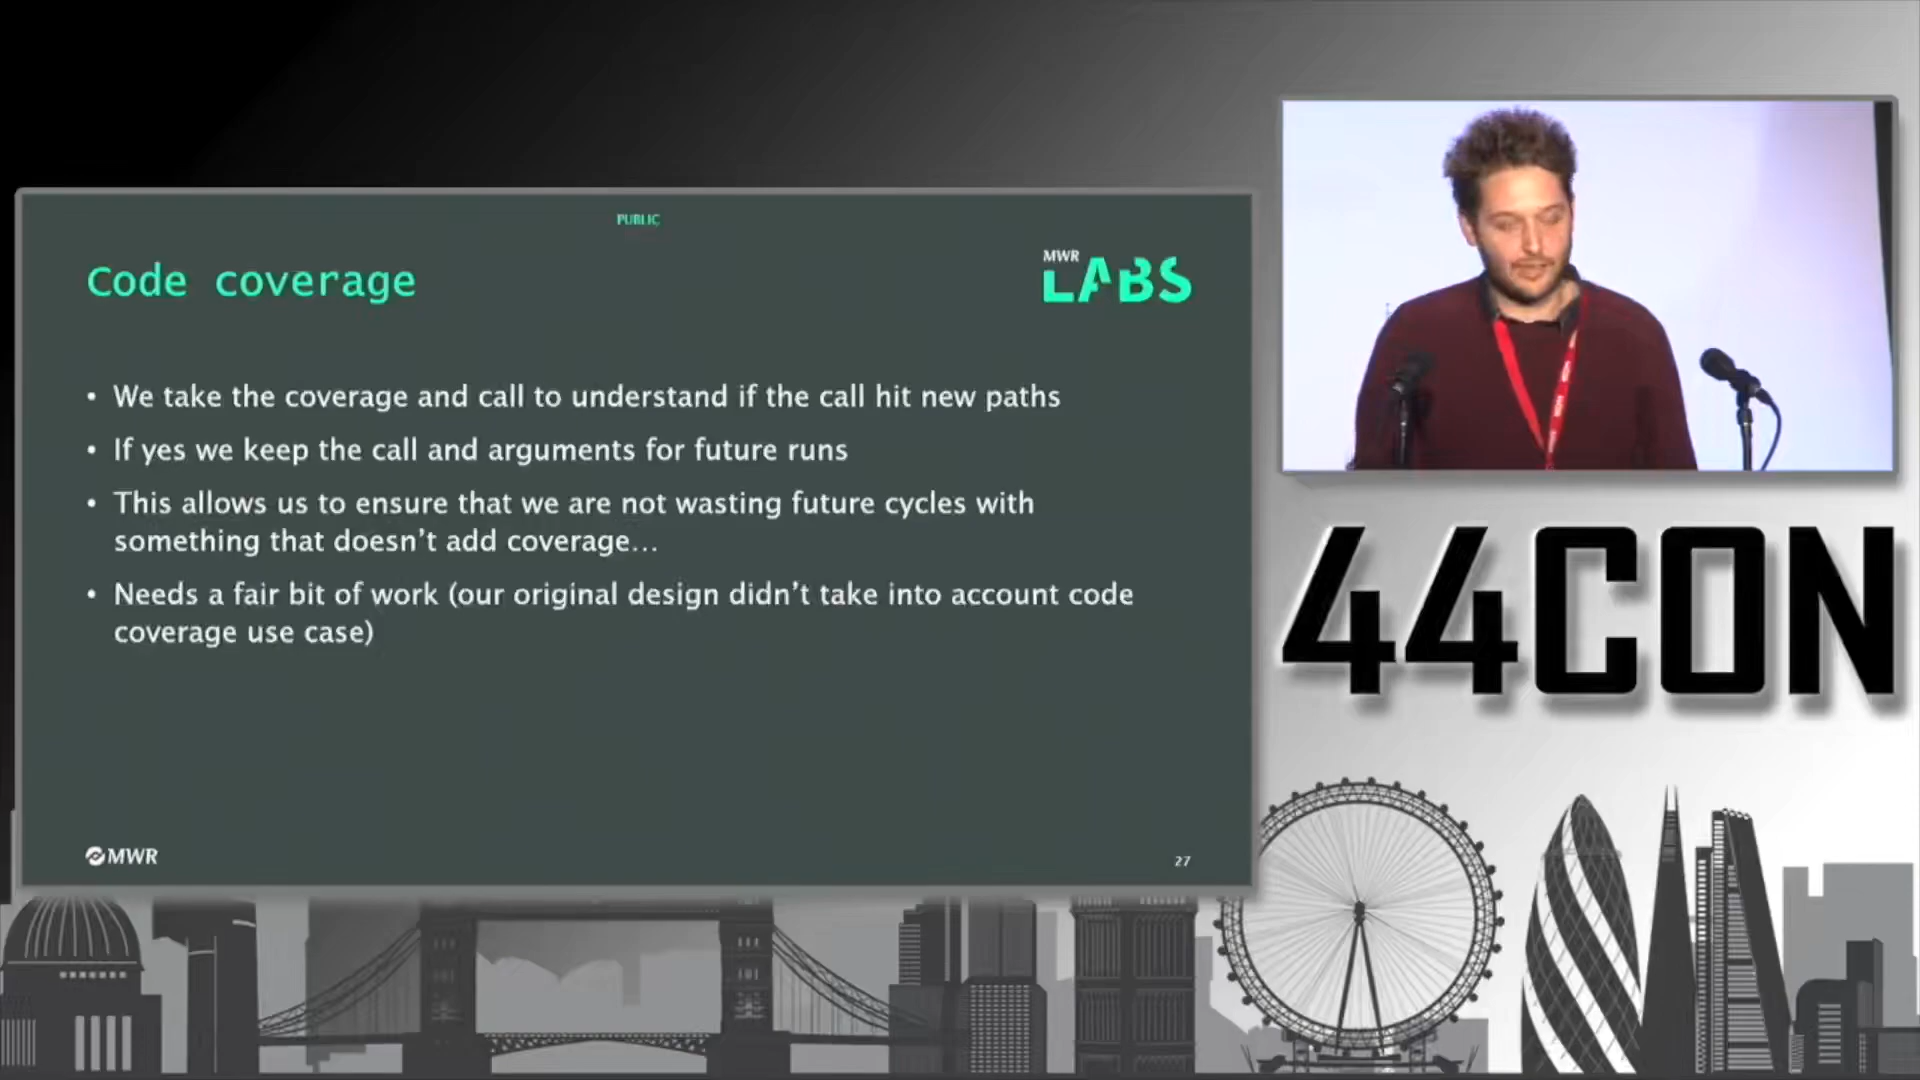 PUBLIC
Code coverage
MWR
LABS
• We take the coverage and call to understand if the call hit new paths
• If yes we keep the call and arguments for future runs
• This allows us to ensure that we are not wasting future cycles with
something that doesn’t add coverage…
• Needs a fair bit of work (our original design didn’t take into account code
coverage use case)
MWR
27
44CON